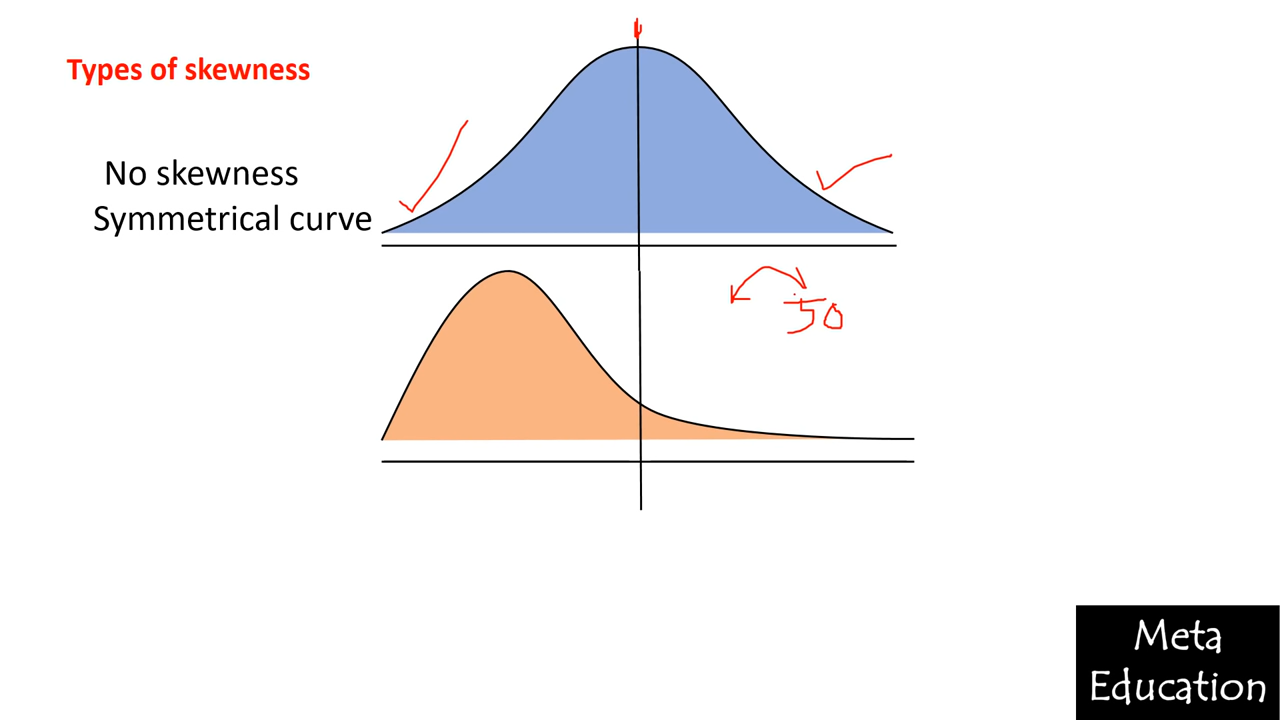 Types of skewness
No skewness
Symmetrical curve
50
Meta
Education